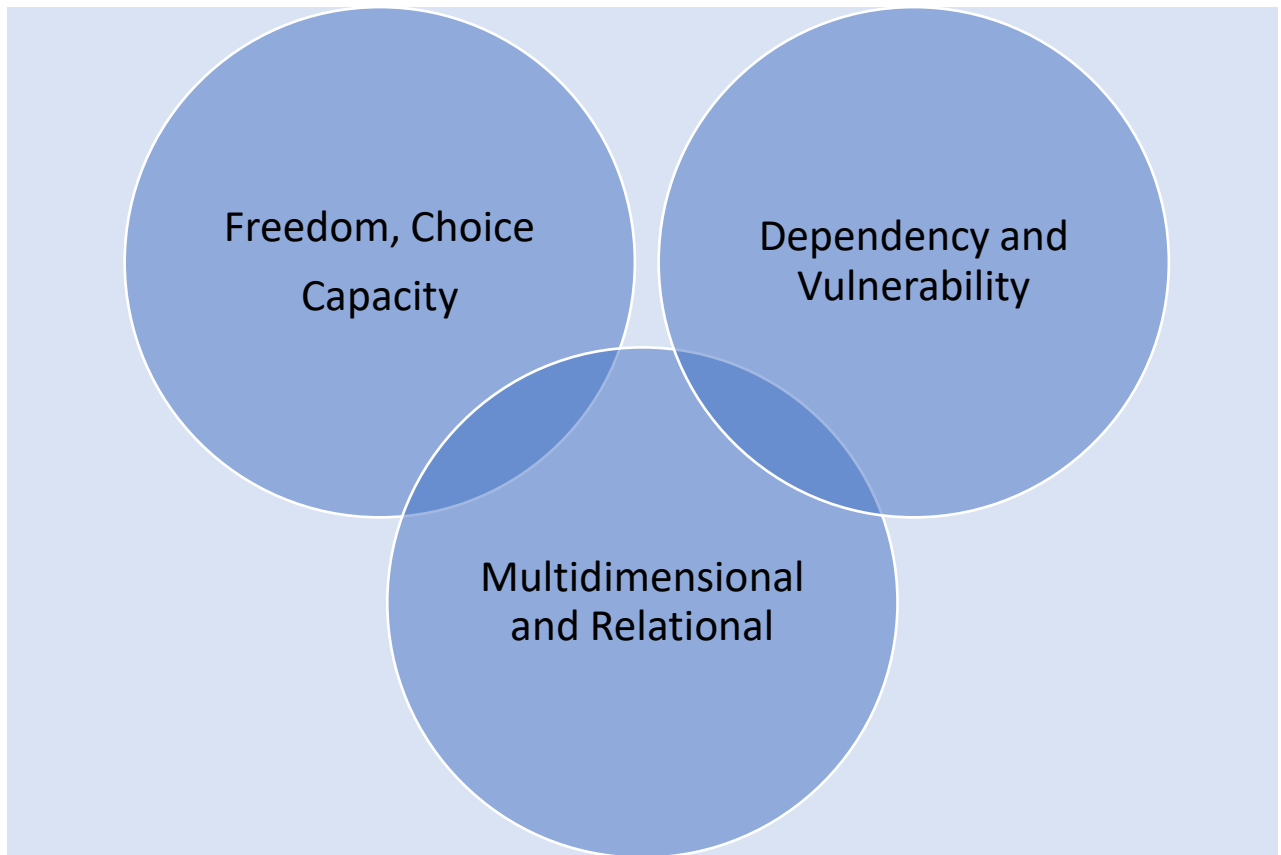 Freedom, Choice
Capacity
Dependency and
Vulnerability
Multidimensional
and Relational